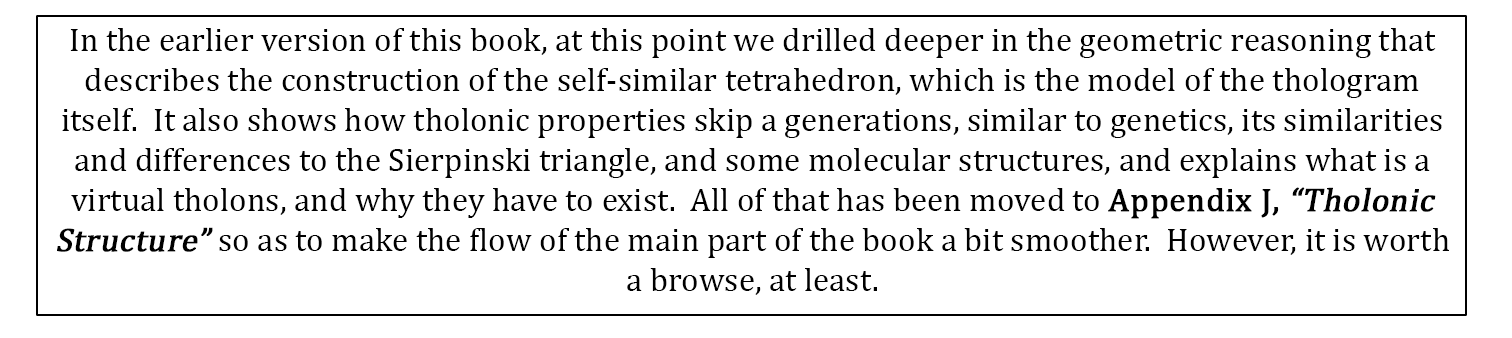 In the earlier version of this book, at this point we drilled deeper in the geometric reasoning that
describes the construction of the self-similar tetrahedron, which is the model of the thologram
itself.  It also shows how tholonic properties skip a generations, similar to genetics, its similarities
and differences to the Sierpinski triangle, and some molecular structures, and explains what is a
virtual tholons, and why they have to exist.  All of that has been moved to Appendix J, “Tholonic
Structure” so as to make the flow of the main part of the book a bit smoother.  However, it is worth
a browse, at least.